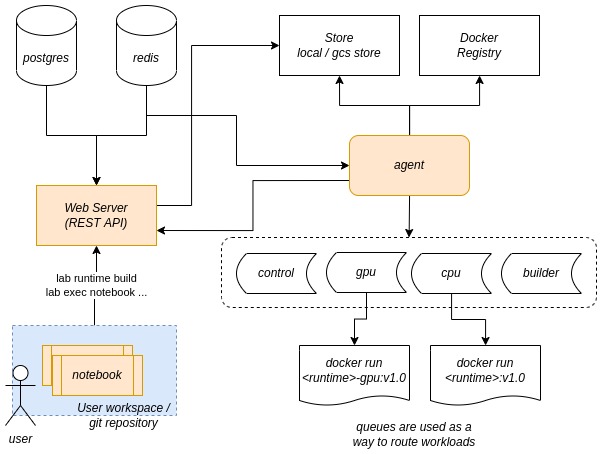 postgres
redis
Store
local / gcs store
Docker
Registry
agent
Web Server
(REST API)
control
gpu
cpu
builder
lab runtime build
lab exec notebook ...
docker run
<runtime>-gpu:v1.0
docker run
<runtime>:v1.0
notebook
User workspace /
git repository
user
queues are used as a
way to route workloads